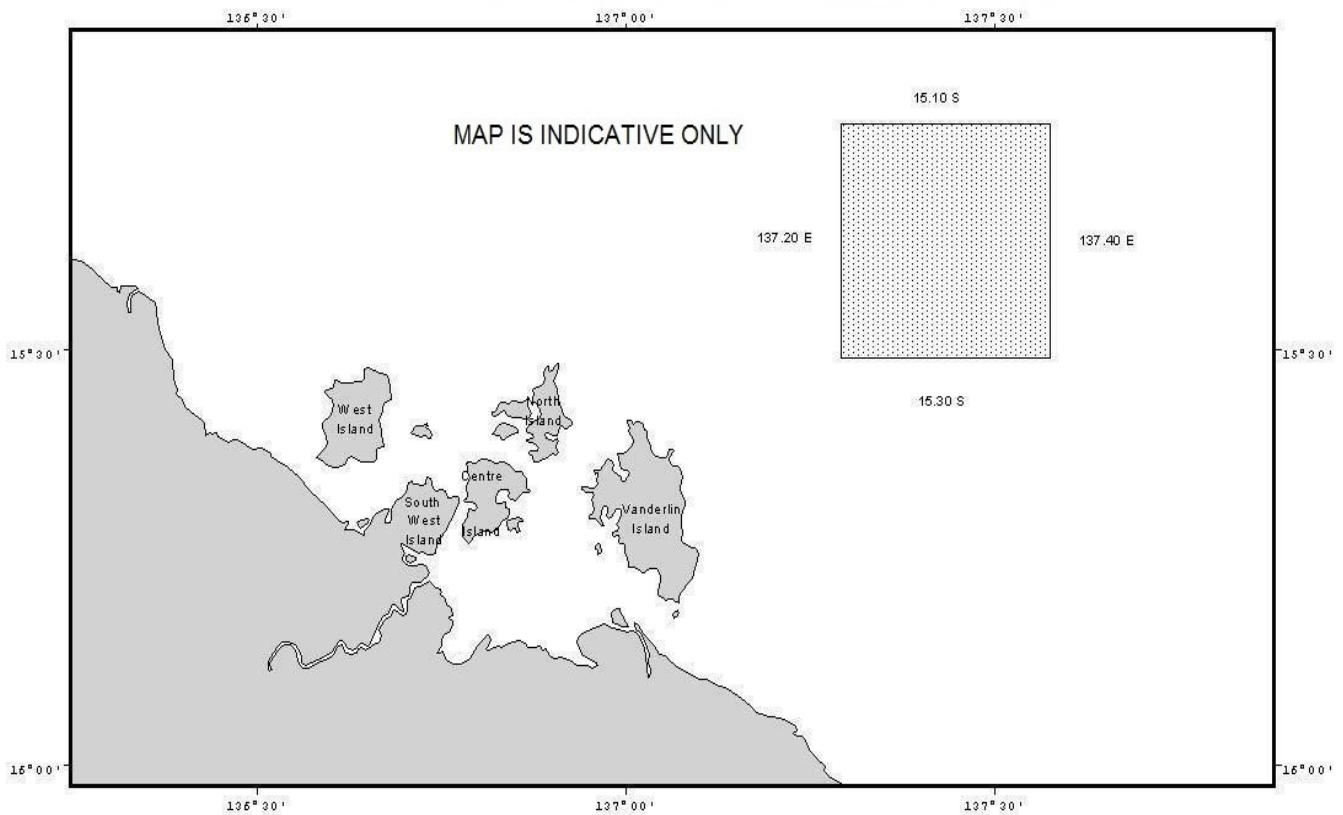 136°30' 137°00' 137°30'
15.10 S
MAP IS INDICATIVE ONLY
137.20 E
137.40 E
15°30'
15°30'
15.30 S
West
Island
North
Island
Centre
Island
South
West
Island
Vanderlin
Island
16°00'
16°00'
136°30' 137°00' 137°30'